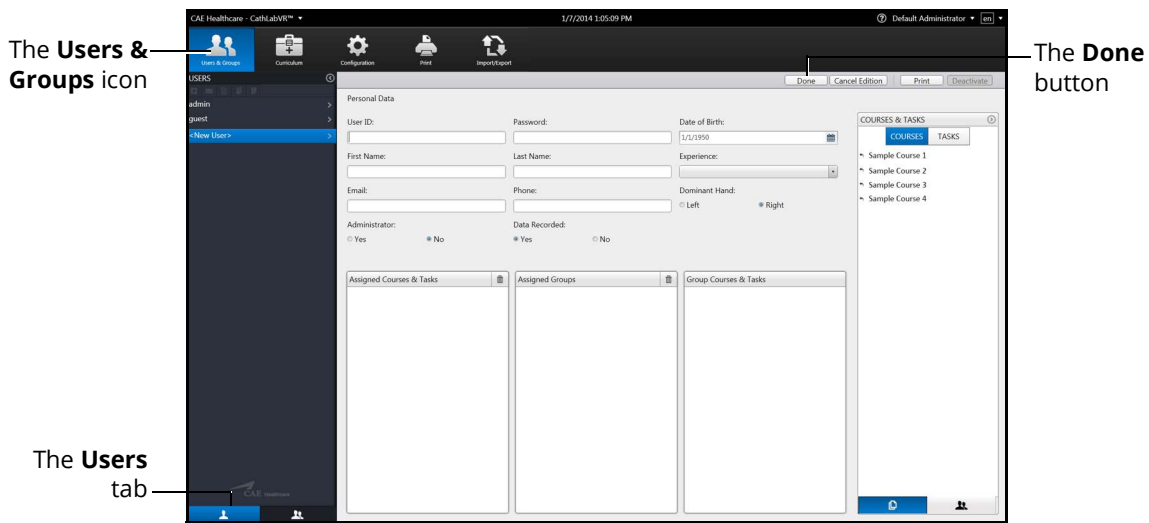 CAE Healthcare - CathLabVR™
1/7/2014 1:05:09 PM
Default Administrator
en
The Users &
Groups icon
Users & Groups
Curriculum
Configuration
Print
Import/Export
The Done
button
USERS
Done
Cancel Edition
Print
Deactivate
admin
guest
<New User>
Personal Data
User ID:
Password:
Date of Birth:
1/1/1950
First Name:
Last Name:
Experience:
Email:
Phone:
Dominant Hand:
Left
Right
Administrator:
Data Recorded:
Yes
No
Yes
No
COURSES & TASKS
COURSES
TASKS
Sample Course 1
Sample Course 2
Sample Course 3
Sample Course 4
Assigned Courses & Tasks
Assigned Groups
Group Courses & Tasks
The Users
tab
CAE Healthcare